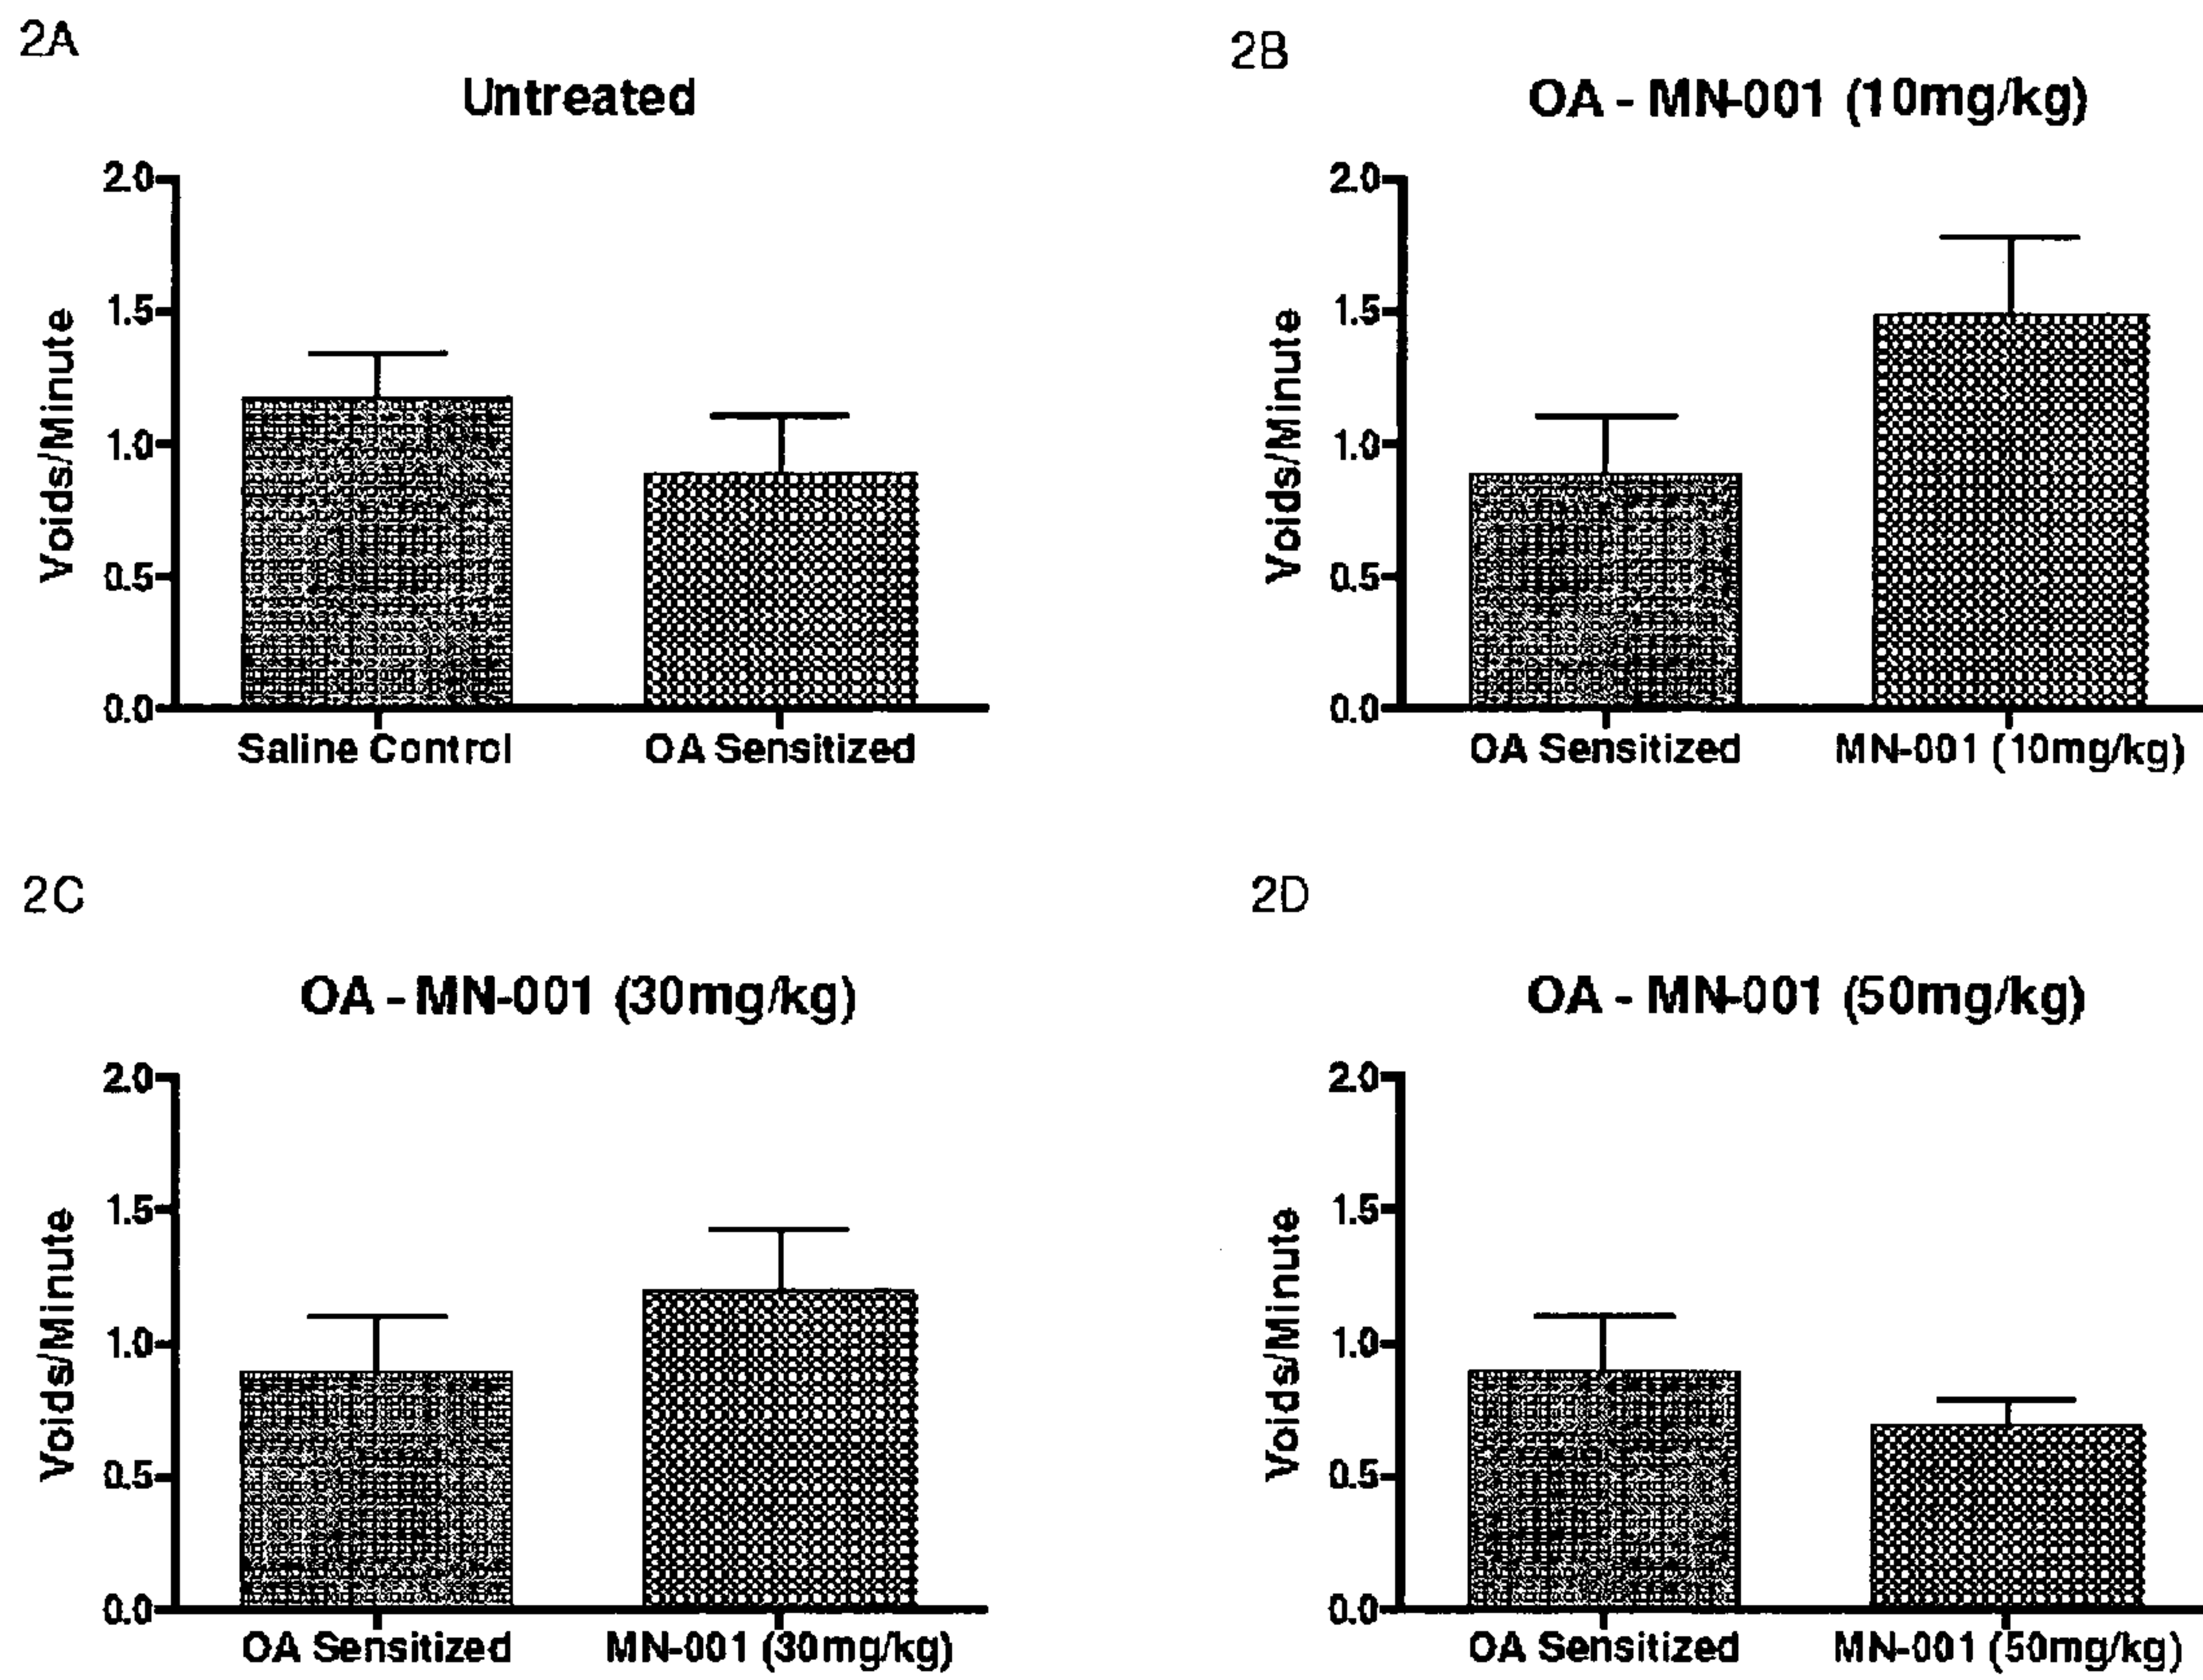 2A
Untreated
2.0
1.5
1.0
0.5
0.0
Voids/Minute
Saline Control
OA Sensitized
2B
OA - MN-001 (10mg/kg)
2.0
1.5
1.0
0.5
0.0
Voids/Minute
OA Sensitized
MN-001 (10mg/kg)
2C
OA - MN-001 (30mg/kg)
2.0
1.5
1.0
0.5
0.0
Voids/Minute
OA Sensitized
MN-001 (30mg/kg)
2D
OA - MN-001 (50mg/kg)
2.0
1.5
1.0
0.5
0.0
Voids/Minute
OA Sensitized
MN-001 (50mg/kg)